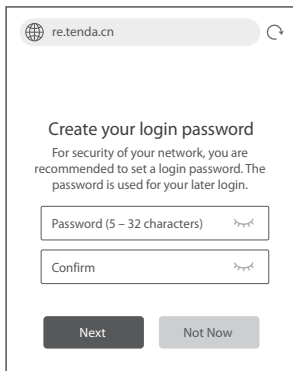 re.tenda.cn
Create your login password
For security of your network, you are
recommended to set a login password. The
password is used for your later login.
Password (5 – 32 characters)
Confirm
Next
Not Now